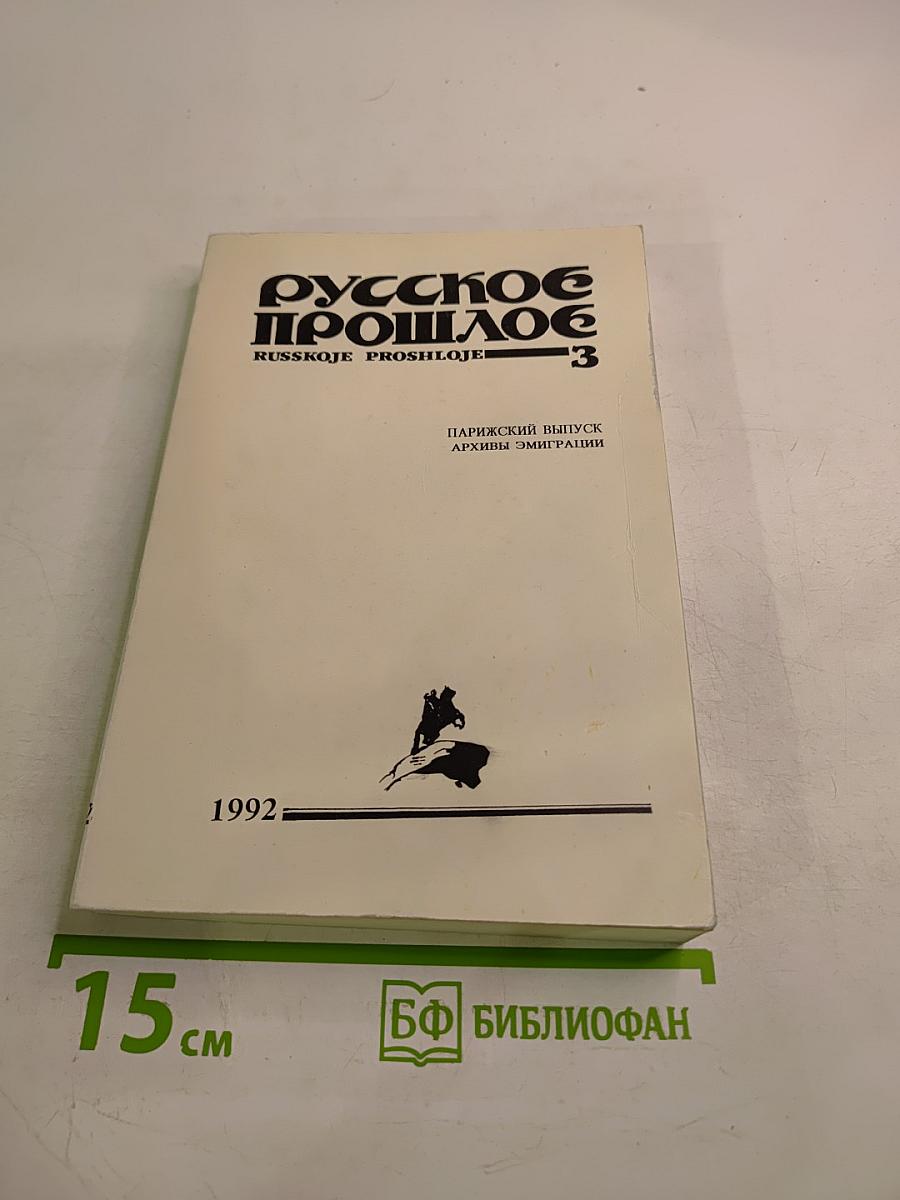 РУССКОЕ
ПРОШЛОЕ
RUSSKOJE PROSHLOJE 3
ПАРИЖСКИЙ ВЫПУСК
АРХИВЫ ЭМИГРАЦИИ
1992
15 см
БФ БИБЛИОФАН